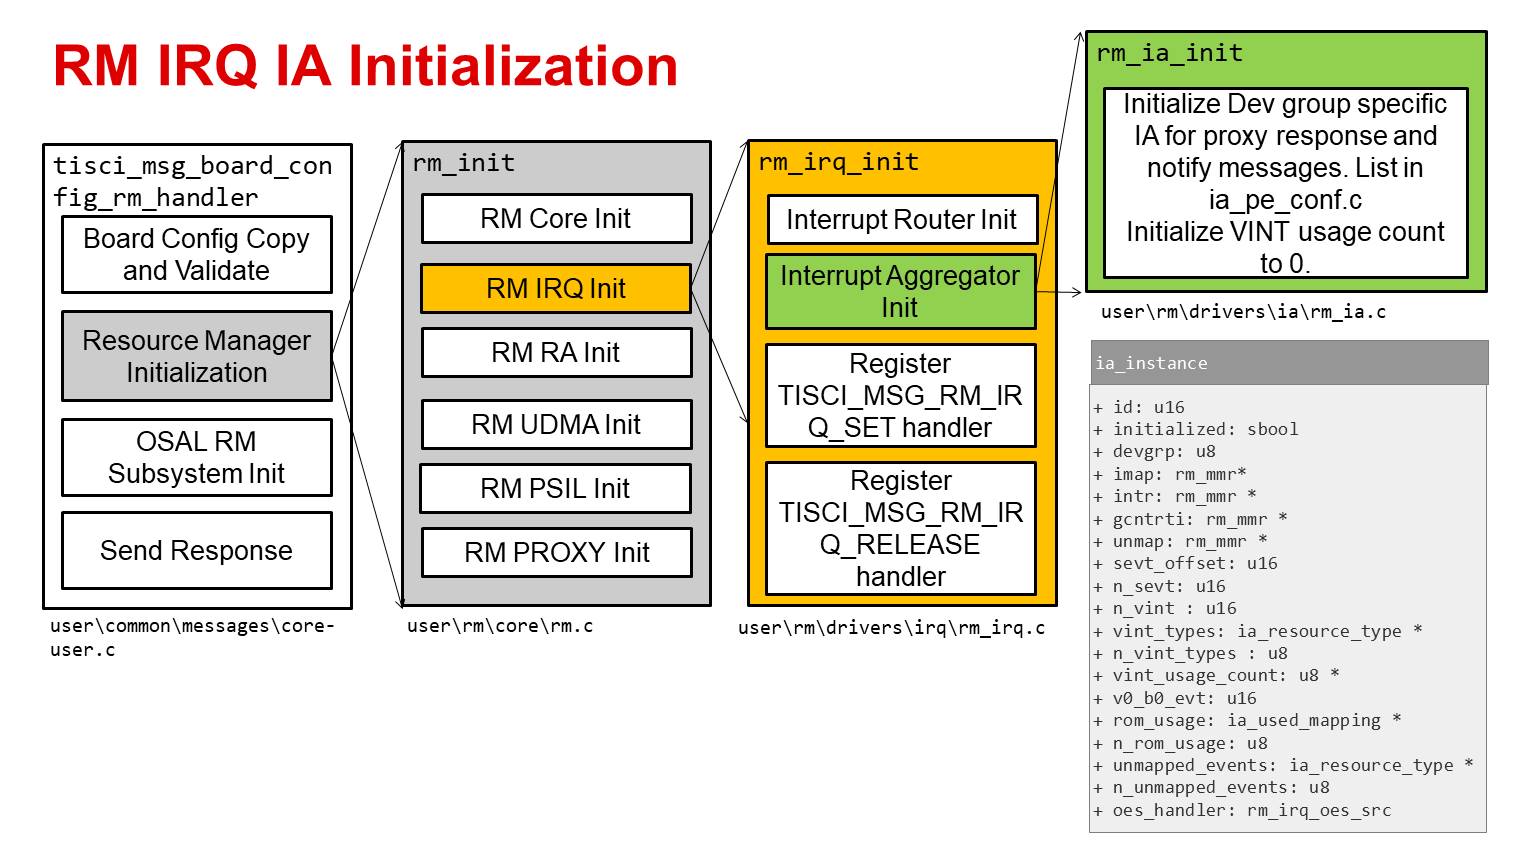 RM IRQ IA Initialization
tisci_msg_board_con
fig_rm_handler
Board Config Copy
and Validate
Resource Manager
Initialization
OSAL RM
Subsystem Init
Send Response
user\common\messages\core-
user.c
rm_init
RM Core Init
RM IRQ Init
RM RA Init
RM UDMA Init
RM PSIL Init
RM PROXY Init
user\rm\core\rm.c
rm_irq_init
Interrupt Router Init
Interrupt Aggregator
Init
Register
TISCI_MSG_RM_IR
Q_SET handler
Register
TISCI_MSG_RM_IR
Q_RELEASE
handler
user\rm\drivers\irq\rm_irq.c
rm_ia_init
Initialize Dev group specific
IA for proxy response and
notify messages. List in
ia_pe_conf.c
Initialize VINT usage count
to 0.
user\rm\drivers\ia\rm_ia.c
ia_instance
+ id: u16
+ initialized: sbool
+ devgrp: u8
+ imap: rm_mmr*
+ intr: rm_mmr *
+ gcntrti: rm_mmr *
+ unmap: rm_mmr *
+ sevt_offset: u16
+ n_sevt: u16
+ n_vint : u16
+ vint_types: ia_resource_type *
+ n_vint_types : u8
+ vint_usage_count: u8 *
+ v0_b0_evt: u16
+ rom_usage: ia_used_mapping *
+ n_rom_usage: u8
+ unmapped_events: ia_resource_type *
+ n_unmapped_events: u8
+ oes_handler: rm_irq_oes_src